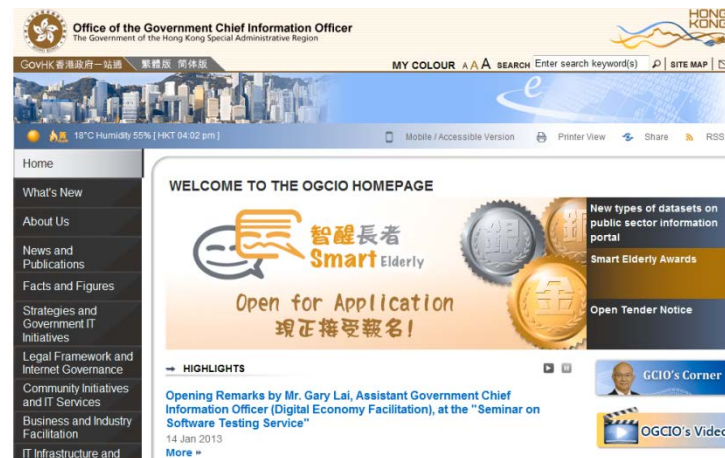 Office of the Government Chief Information Officer
The Government of the Hong Kong Special Administrative Region
HONG
KONG
GOVHK 香港政府一站通 繁體版 简体版
MY COLOUR A A A SEARCH Enter search keyword(s) SITE MAP
18°C Humidity 55% [ HKT 04:02 pm ]
Mobile / Accessible Version Printer View Share RSS
Home
What's New
About Us
News and
Publications
Facts and Figures
Strategies and
Government IT
Initiatives
Legal Framework and
Internet Governance
Community Initiatives
and IT Services
Business and Industry
Facilitation
IT Infrastructure and
WELCOME TO THE OGCIO HOMEPAGE
智醒長者
Smart Elderly
Open for Application
現正接受報名!
銀
金
New types of datasets on
public sector information
portal
Smart Elderly Awards
Open Tender Notice
HIGHLIGHTS
Opening Remarks by Mr. Gary Lai, Assistant Government Chief
Information Officer (Digital Economy Facilitation), at the "Seminar on
Software Testing Service"
14 Jan 2013
More »
GCIO's Corner
OGCIO's Video